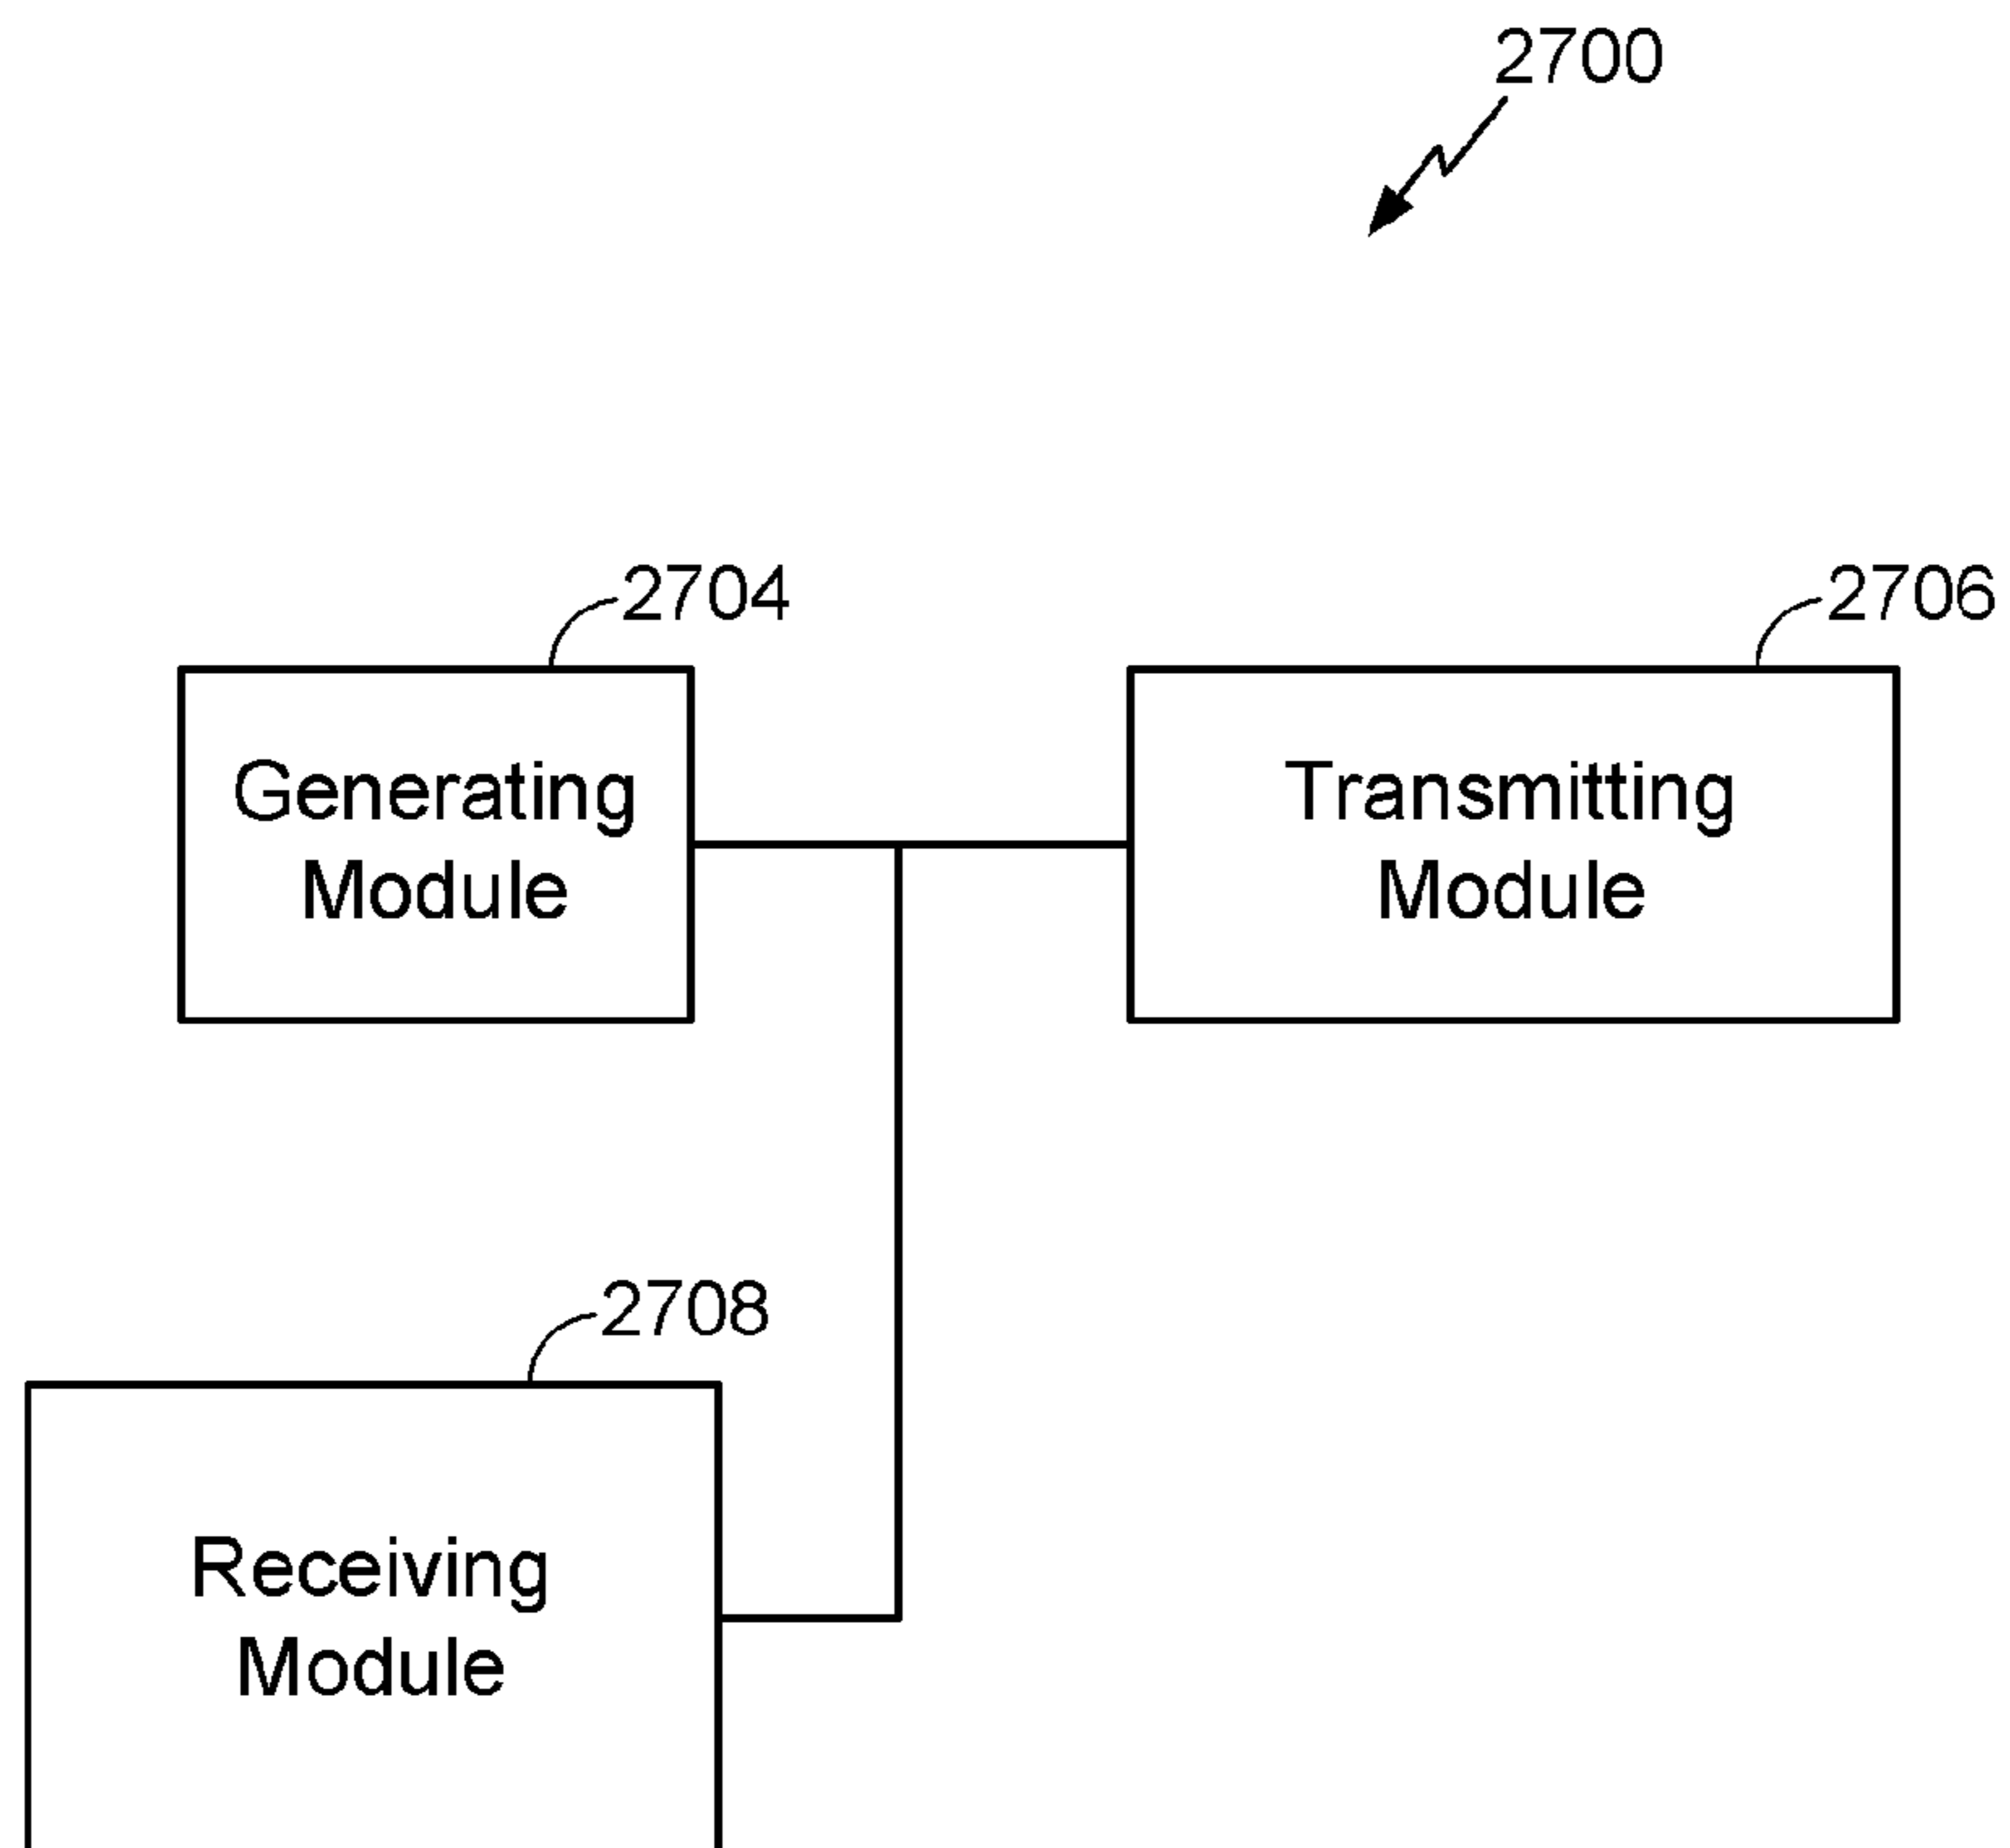 2700
2704
2706
Generating
Module
Transmitting
Module
2708
Receiving
Module